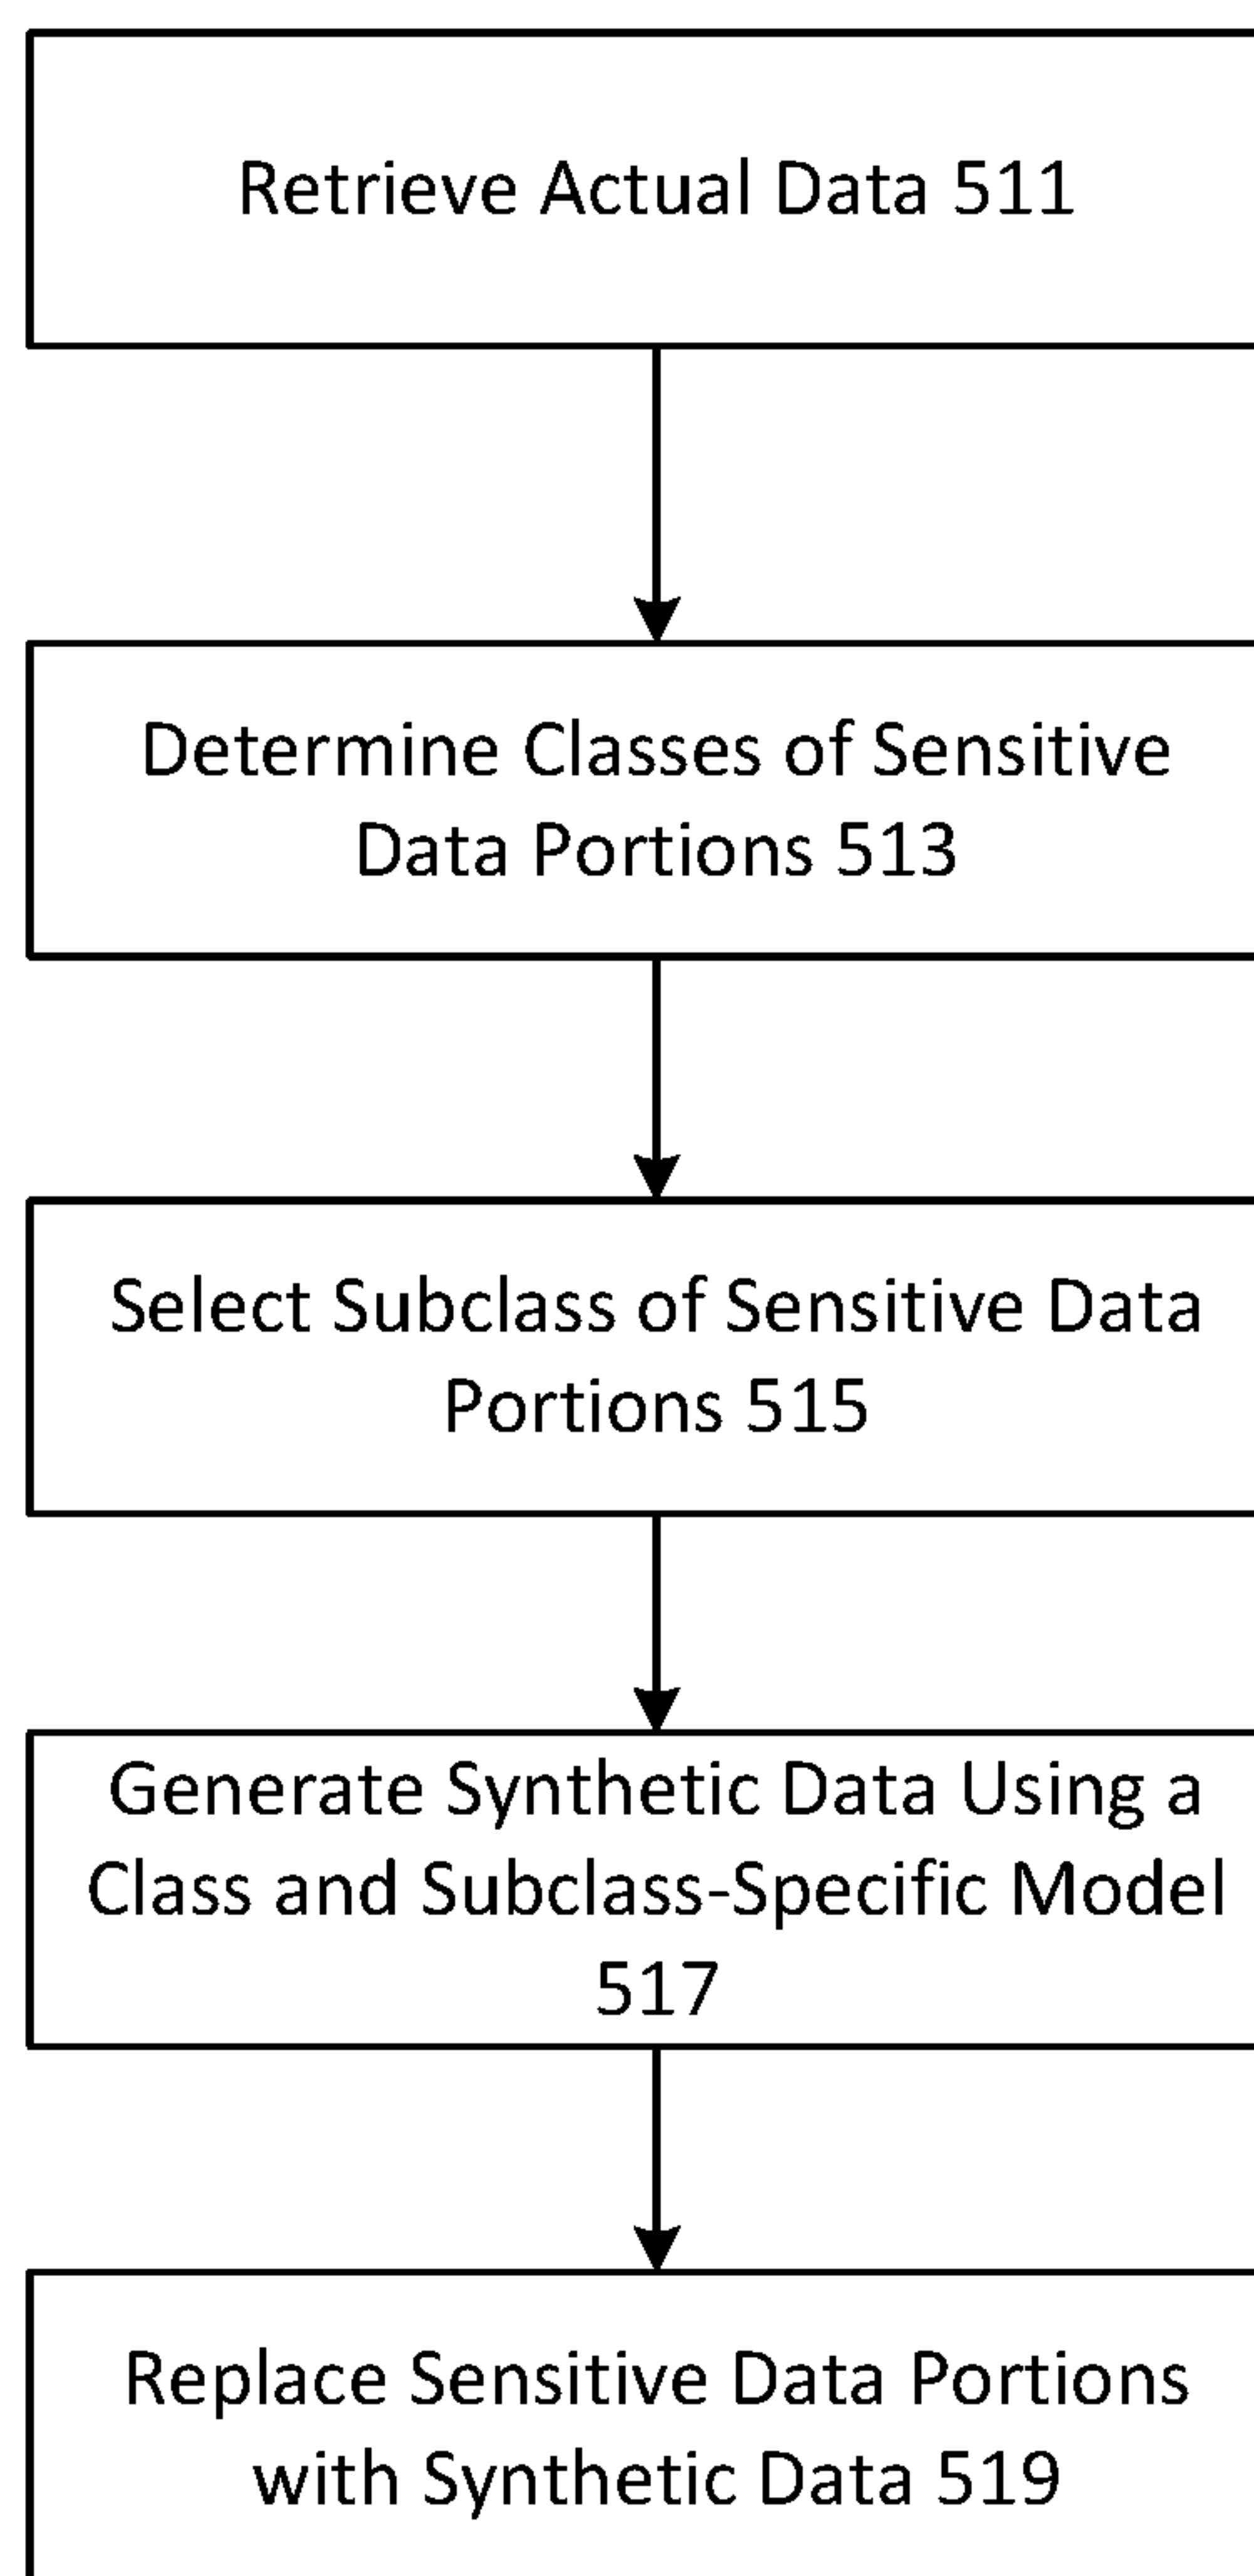 Retrieve Actual Data 511
Determine Classes of Sensitive
Data Portions 513
Select Subclass of Sensitive Data
Portions 515
Generate Synthetic Data Using a
Class and Subclass-Specific Model
517
Replace Sensitive Data Portions
with Synthetic Data 519